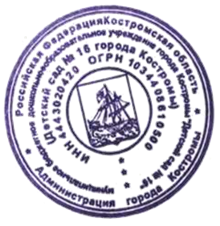 Российская Федерация Костромская область
Администрация города Костромы
муниципальное бюджетное дошкольное образовательное учреждение города Костромы "Детский сад № 16"
(Детский сад № 16 города Костромы)
ИНН 4443020420 ОГРН